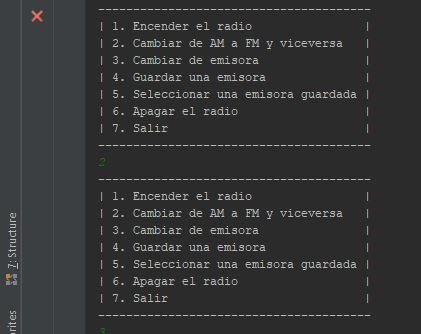 ---------------------------------------
| 1. Encender el radio                |
| 2. Cambiar de AM a FM y viceversa   |
| 3. Cambiar de emisora               |
| 4. Guardar una emisora              |
| 5. Seleccionar una emisora guardada |
| 6. Apagar el radio                  |
| 7. Salir                            |
---------------------------------------
2
---------------------------------------
| 1. Encender el radio                |
| 2. Cambiar de AM a FM y viceversa   |
| 3. Cambiar de emisora               |
| 4. Guardar una emisora              |
| 5. Seleccionar una emisora guardada |
| 6. Apagar el radio                  |
| 7. Salir                            |
---------------------------------------
3
7: Structure
rites